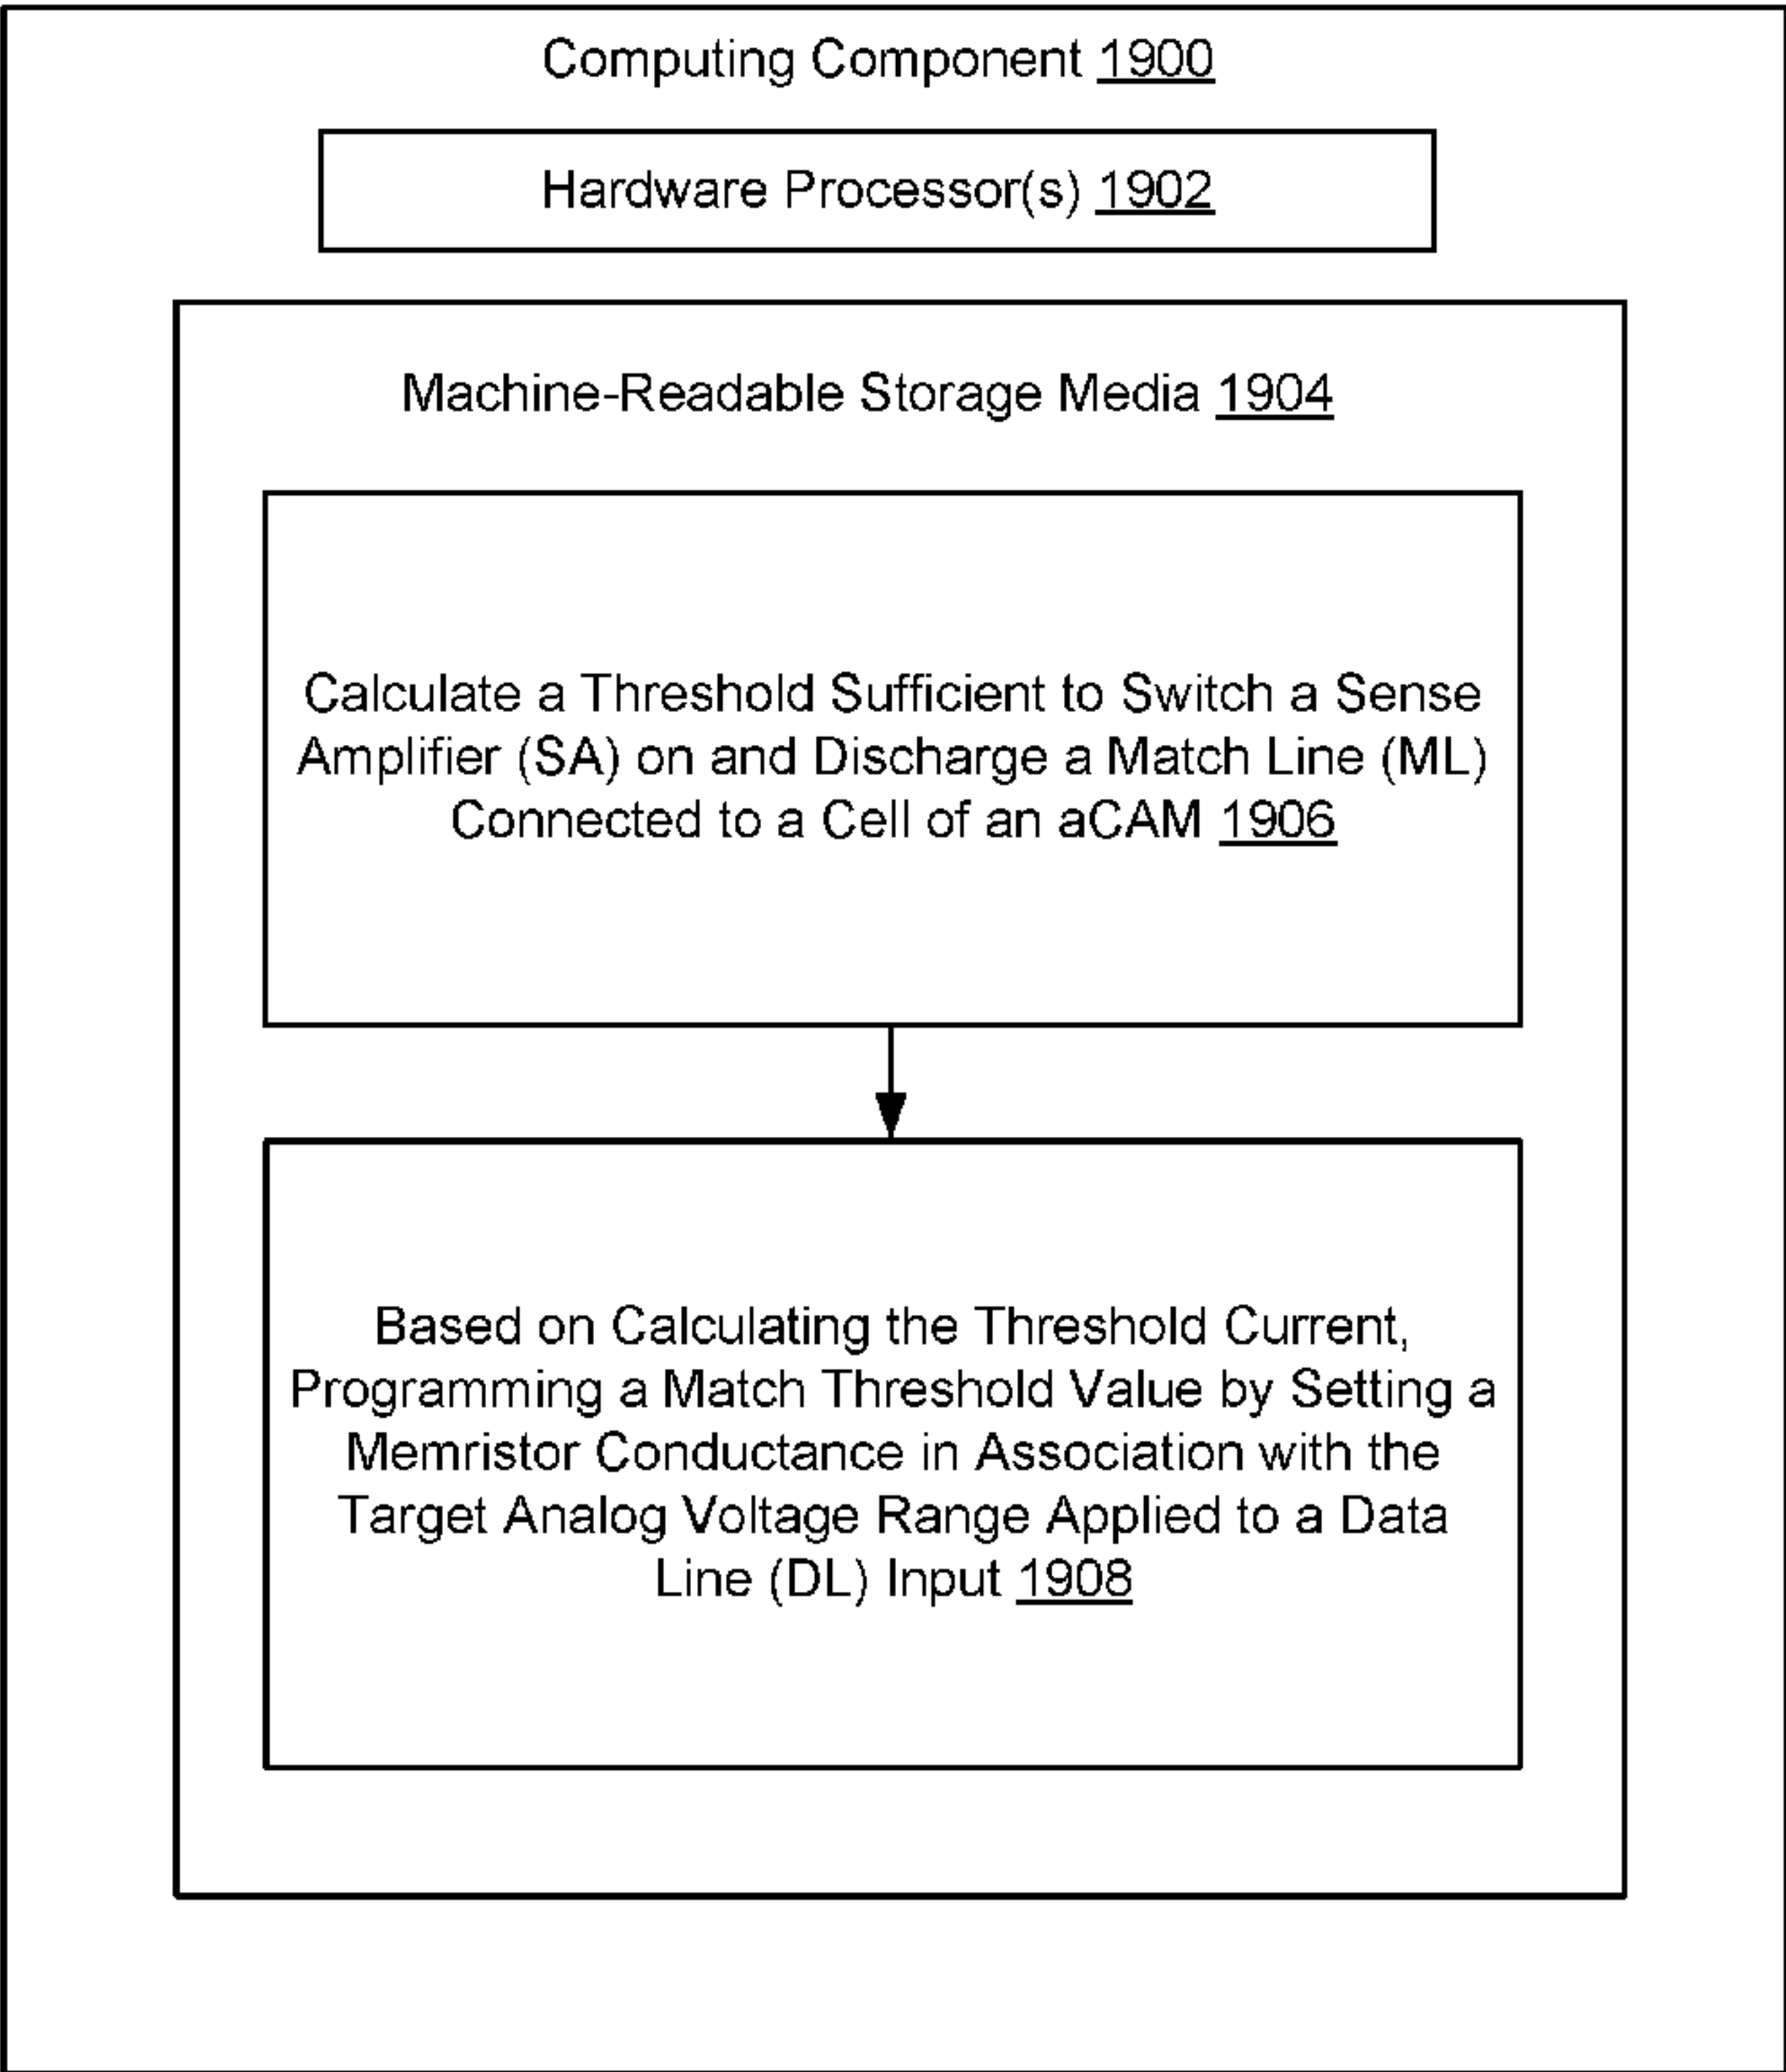 Computing Component 1900
Hardware Processor(s) 1902
Machine-Readable Storage Media 1904
Calculate a Threshold Sufficient to Switch a Sense
Amplifier (SA) on and Discharge a Match Line (ML)
Connected to a Cell of an aCAM 1906
Based on Calculating the Threshold Current,
Programming a Match Threshold Value by Setting a
Memristor Conductance in Association with the
Target Analog Voltage Range Applied to a Data
Line (DL) Input 1908